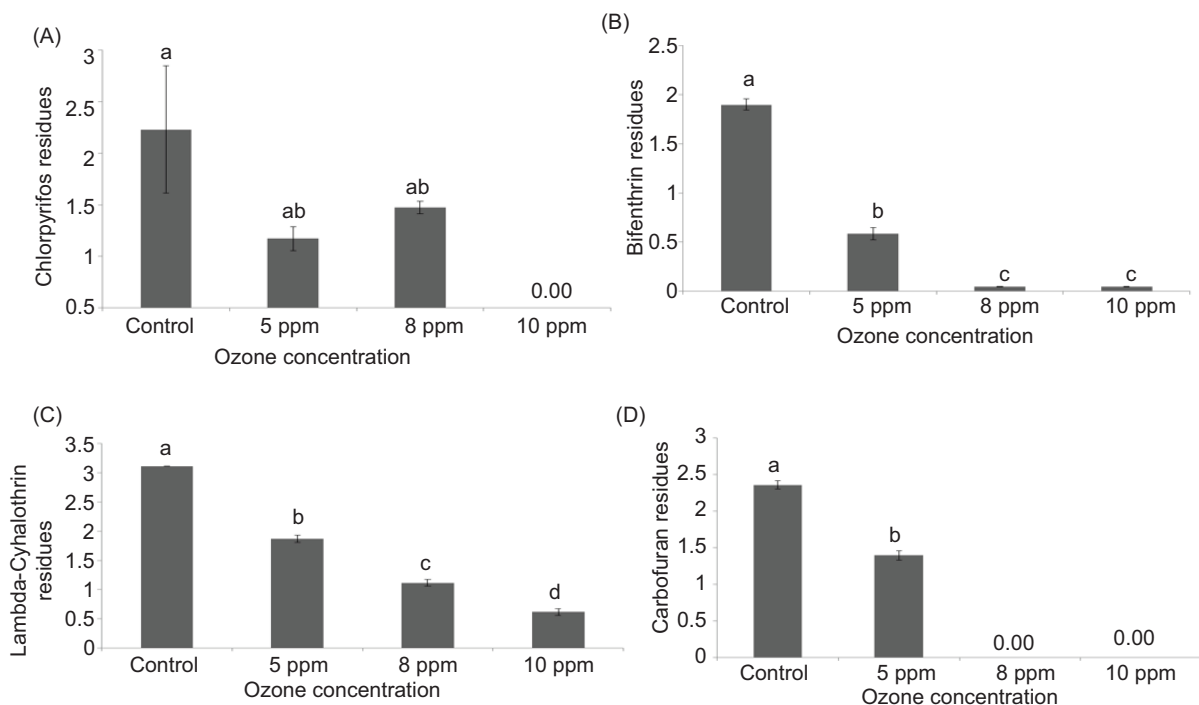 (A)
3
2.5
2
1.5
1
0.5
Chlorpyrifos residues
a
ab
ab
0.00
Control 5 ppm 8 ppm 10 ppm
Ozone concentration
(B)
2.5
2
1.5
1
0.5
0
Bifenthrin residues
a
b
c
c
Control 5 ppm 8 ppm 10 ppm
Ozone concentration
(C)
3.5
3
2.5
2
1.5
1
0.5
0
Lambda-Cyhalothrin
residues
a
b
c
d
Control 5 ppm 8 ppm 10 ppm
Ozone concentration
(D)
3
2.5
2
1.5
1
0.5
0
Carbofuran residues
a
b
0.00
0.00
Control 5 ppm 8 ppm 10 ppm
Ozone concentration